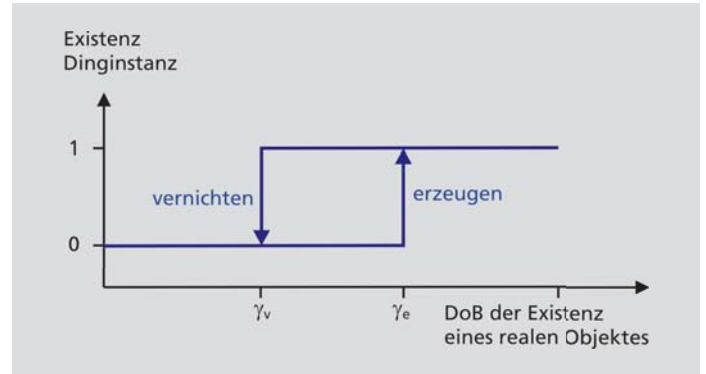 Existenz
Dinginstanz
1
vernichten
erzeugen
0
γv
γe
DoB der Existenz
eines realen Objektes